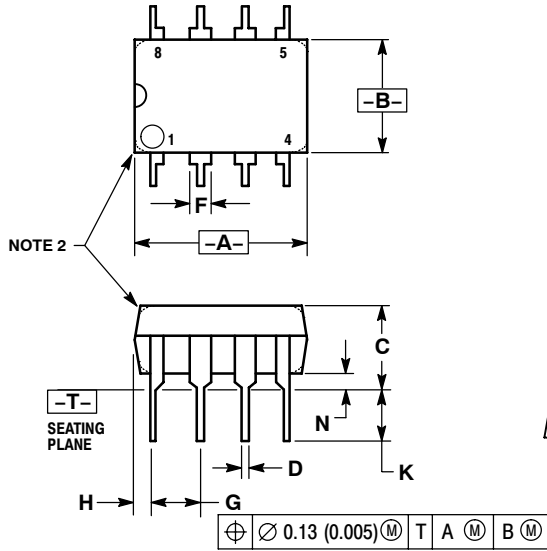 8 5
–B–
1 4
F
NOTE 2
–A–
C
–T–
N
SEATING
PLANE
D
K
H G
⌖ ∅ 0.13 (0.005) Ⓜ T A Ⓜ B Ⓜ